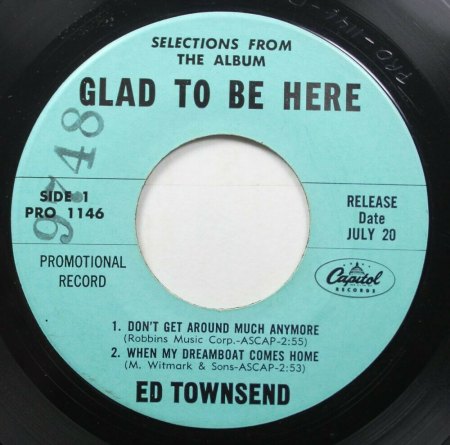 SELECTIONS FROM
THE ALBUM
GLAD TO BE HERE
9748
SIDE 1
PRO 1146
PROMOTIONAL
RECORD
RELEASE
Date
JULY 20
Capitol
RECORDS
1. DON'T GET AROUND MUCH ANYMORE
(Robbins Music Corp.-ASCAP-2:55)
2. WHEN MY DREAMBOAT COMES HOME
(M. Witmark & Sons-ASCAP-2:53)
ED TOWNSEND